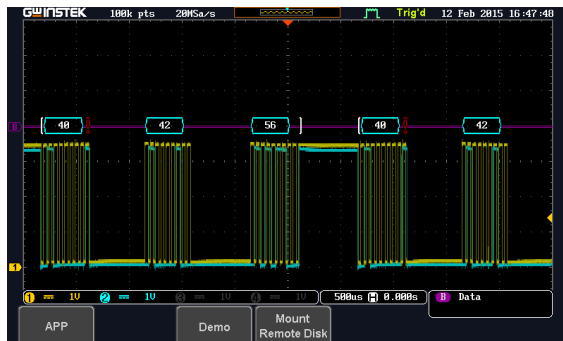 GWINSTEK 100k pts 20MSa/s Trig'd 12 Feb 2015 16:47:48
B 40 42 56 40 42
1
1 1V 2 1V 3 1V 4 1V 500us H 0.000s B Data
APP Demo Mount
Remote Disk